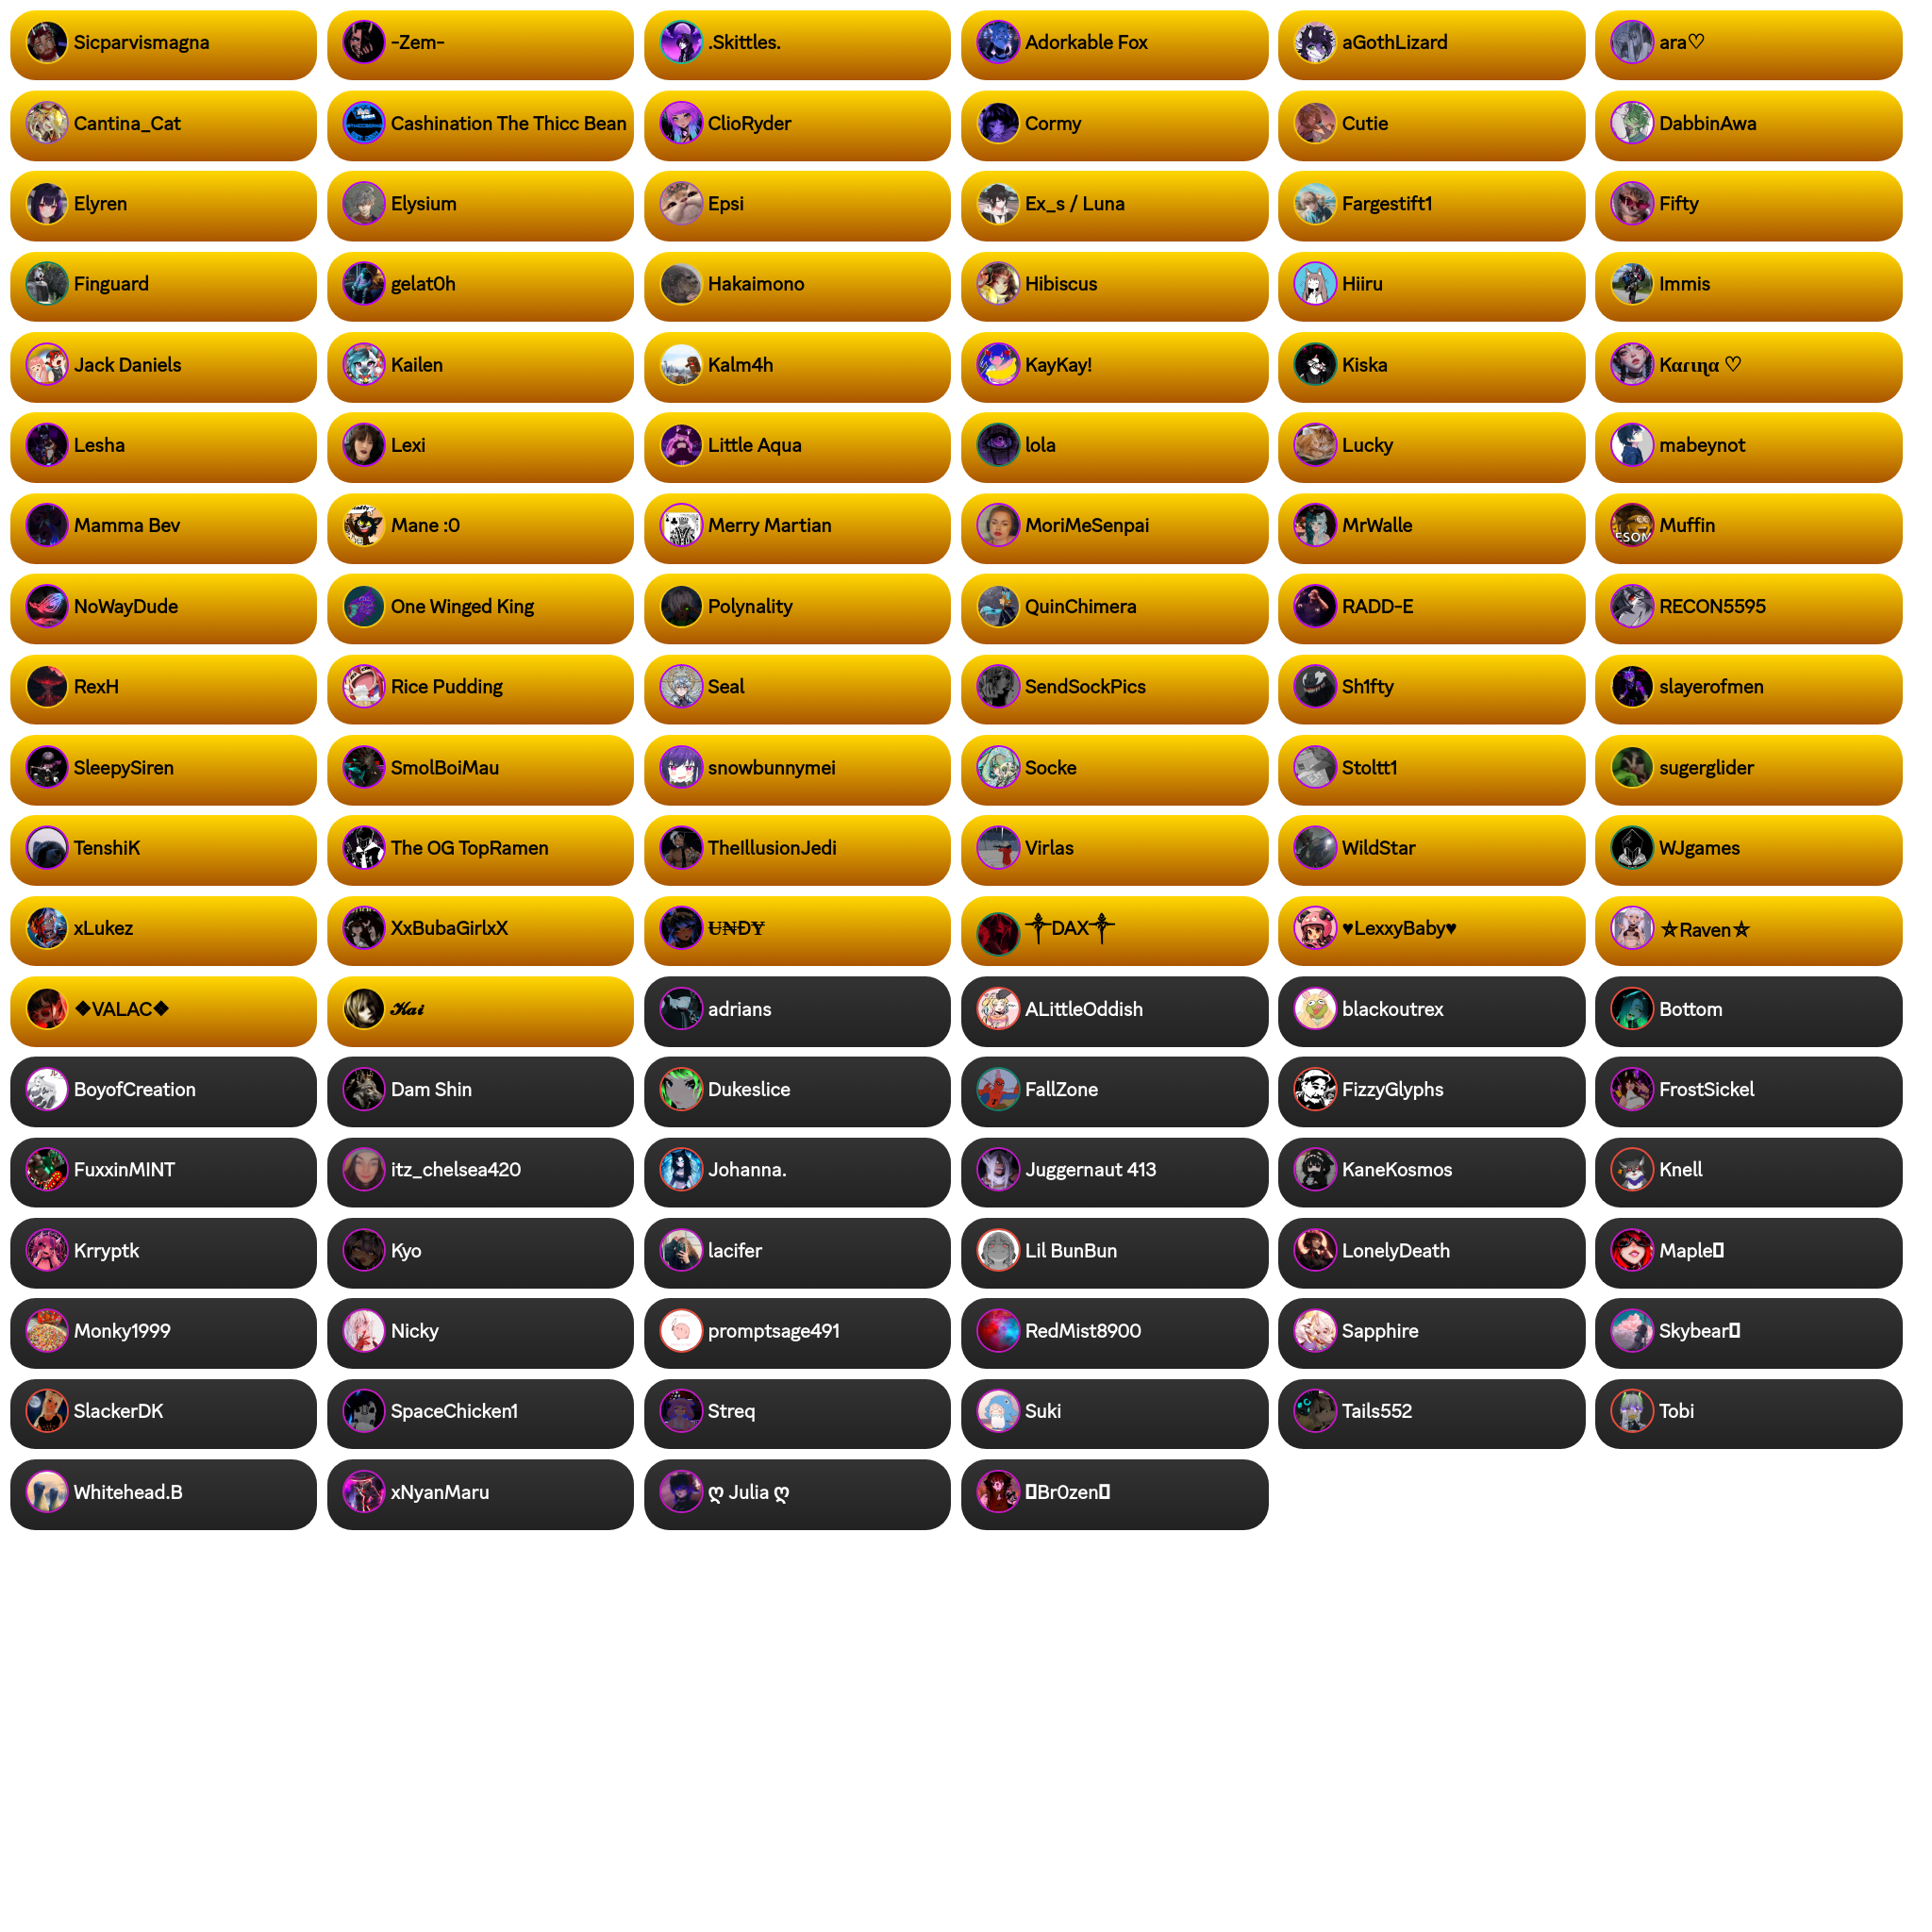 Sicparvismagna
-Zem-
.Skittles.
Adorkable Fox
aGothLizard
ara♡
Cantina_Cat
Cashination The Thicc Bean
ClioRyder
Cormy
Cutie
DabbinAwa
Elyren
Elysium
Epsi
Ex_s / Luna
Fargestift1
Fifty
Finguard
gelat0h
Hakaimono
Hibiscus
Hiiru
Immis
Jack Daniels
Kailen
Kalm4h
KayKay!
Kiska
Kαɾιɳα ♡
Lesha
Lexi
Little Aqua
lola
Lucky
mabeynot
Mamma Bev
Mane :0
Merry Martian
MoriMeSenpai
MrWalle
Muffin
NoWayDude
One Winged King
Polynality
QuinChimera
RADD-E
RECON5595
RexH
Rice Pudding
Seal
SendSockPics
Sh1fty
slayerofmen
SleepySiren
SmolBoiMau
snowbunnymei
Socke
Stoltt1
sugerglider
TenshiK
The OG TopRamen
TheIllusionJedi
Virlas
WildStar
WJgames
xLukez
XxBubaGirlxX
U̶N̶ĐY̶
༒DAX༒
♥LexxyBaby♥
⛤Raven⛤
❖VALAC❖
𝓚𝓪𝓲
adrians
ALittleOddish
blackoutrex
Bottom
BoyofCreation
Dam Shin
Dukeslice
FallZone
FizzyGlyphs
FrostSickel
FuxxinMINT
itz_chelsea420
Johanna.
Juggernaut 413
KaneKosmos
Knell
Krryptk
Kyo
lacifer
Lil BunBun
LonelyDeath
Maple
Monky1999
Nicky
promptsage491
RedMist8900
Sapphire
Skybear
SlackerDK
SpaceChicken1
Streq
Suki
Tails552
Tobi
Whitehead.B
xNyanMaru
ღ Julia ღ
Br0zen